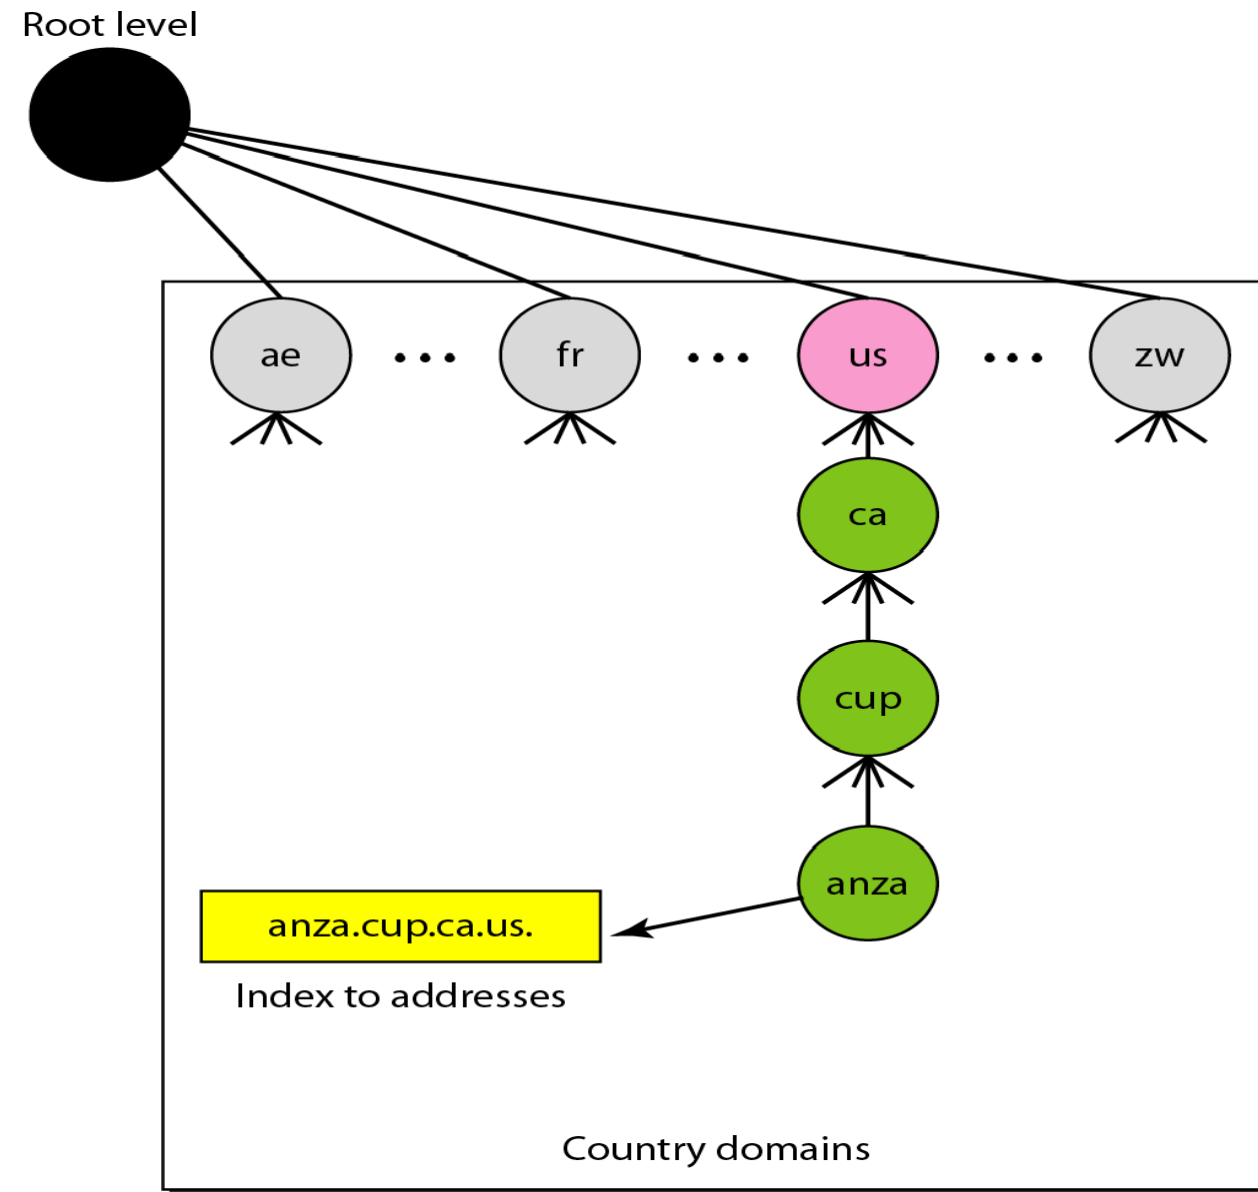 Root level
ae ... fr ... us ... zw
ca
cup
anza
anza.cup.ca.us.
Index to addresses
Country domains